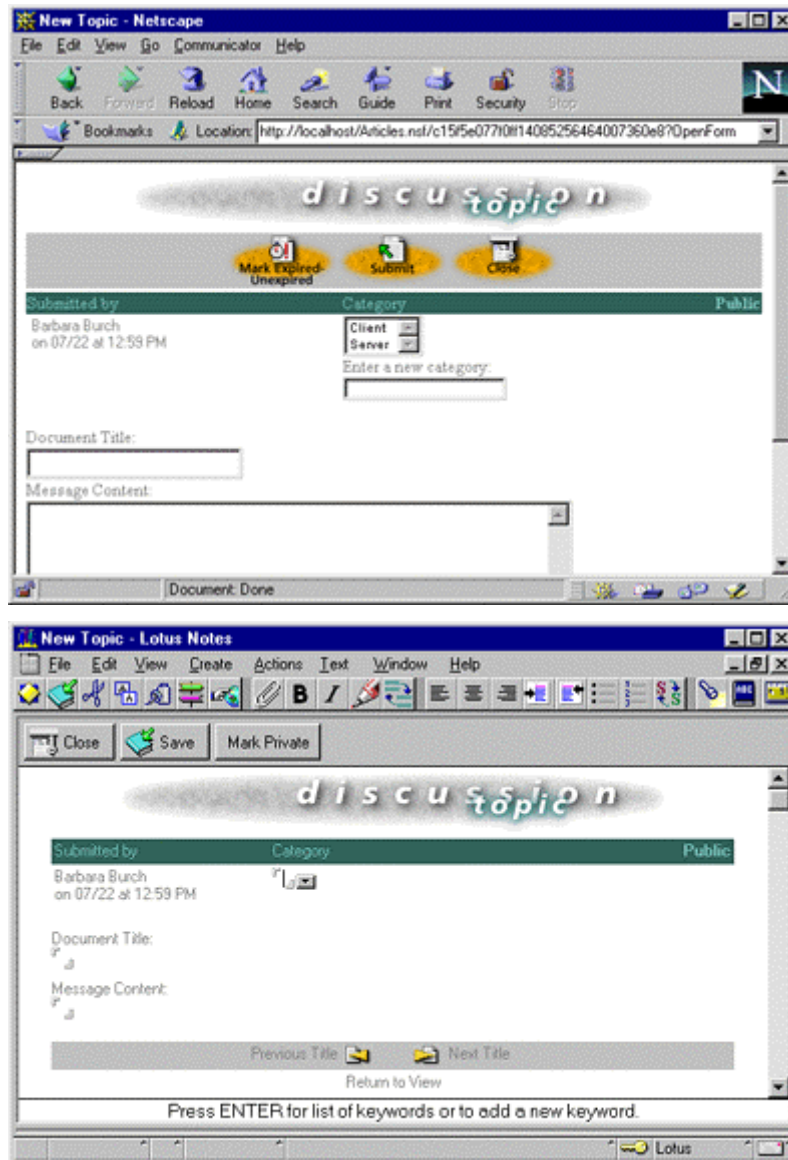 New Topic - Netscape
File Edit View Go Communicator Help
Back Forward Reload Home Search Guide Print Security Stop
N
Bookmarks Location: http://localhost/Articles.nsf/c15f5e077f0ff14085256464007360e8?OpenForm
discussion
topic
Mark Expired-
Unexpired
Submit
Close
Submitted by Category Public
Barbara Burch
on 07/22 at 12:59 PM
Client
Server
Enter a new category:
Document Title:
Message Content:
Document: Done
New Topic - Lotus Notes
File Edit View Create Actions Text Window Help
B I
Close Save Mark Private
discussion
topic
Submitted by Category Public
Barbara Burch
on 07/22 at 12:59 PM
Document Title:
Message Content:
Previous Title Next Title
Return to View
Press ENTER for list of keywords or to add a new keyword.
Lotus